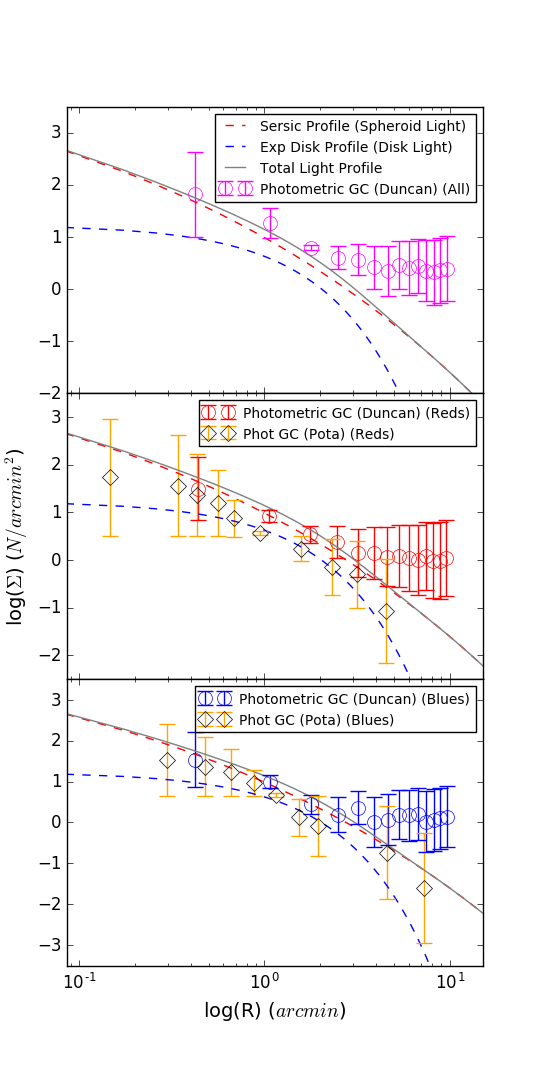 Sersic Profile (Spheroid Light)
Exp Disk Profile (Disk Light)
Total Light Profile
Photometric GC (Duncan) (All)
3
2
1
0
−1
−2
Photometric GC (Duncan) (Reds)
Phot GC (Pota) (Reds)
3
2
1
0
−1
−2
log(Σ) (N/arcmin²)
Photometric GC (Duncan) (Blues)
Phot GC (Pota) (Blues)
3
2
1
0
−1
−2
−3
10⁻¹ 10⁰ 10¹
log(R) (arcmin)